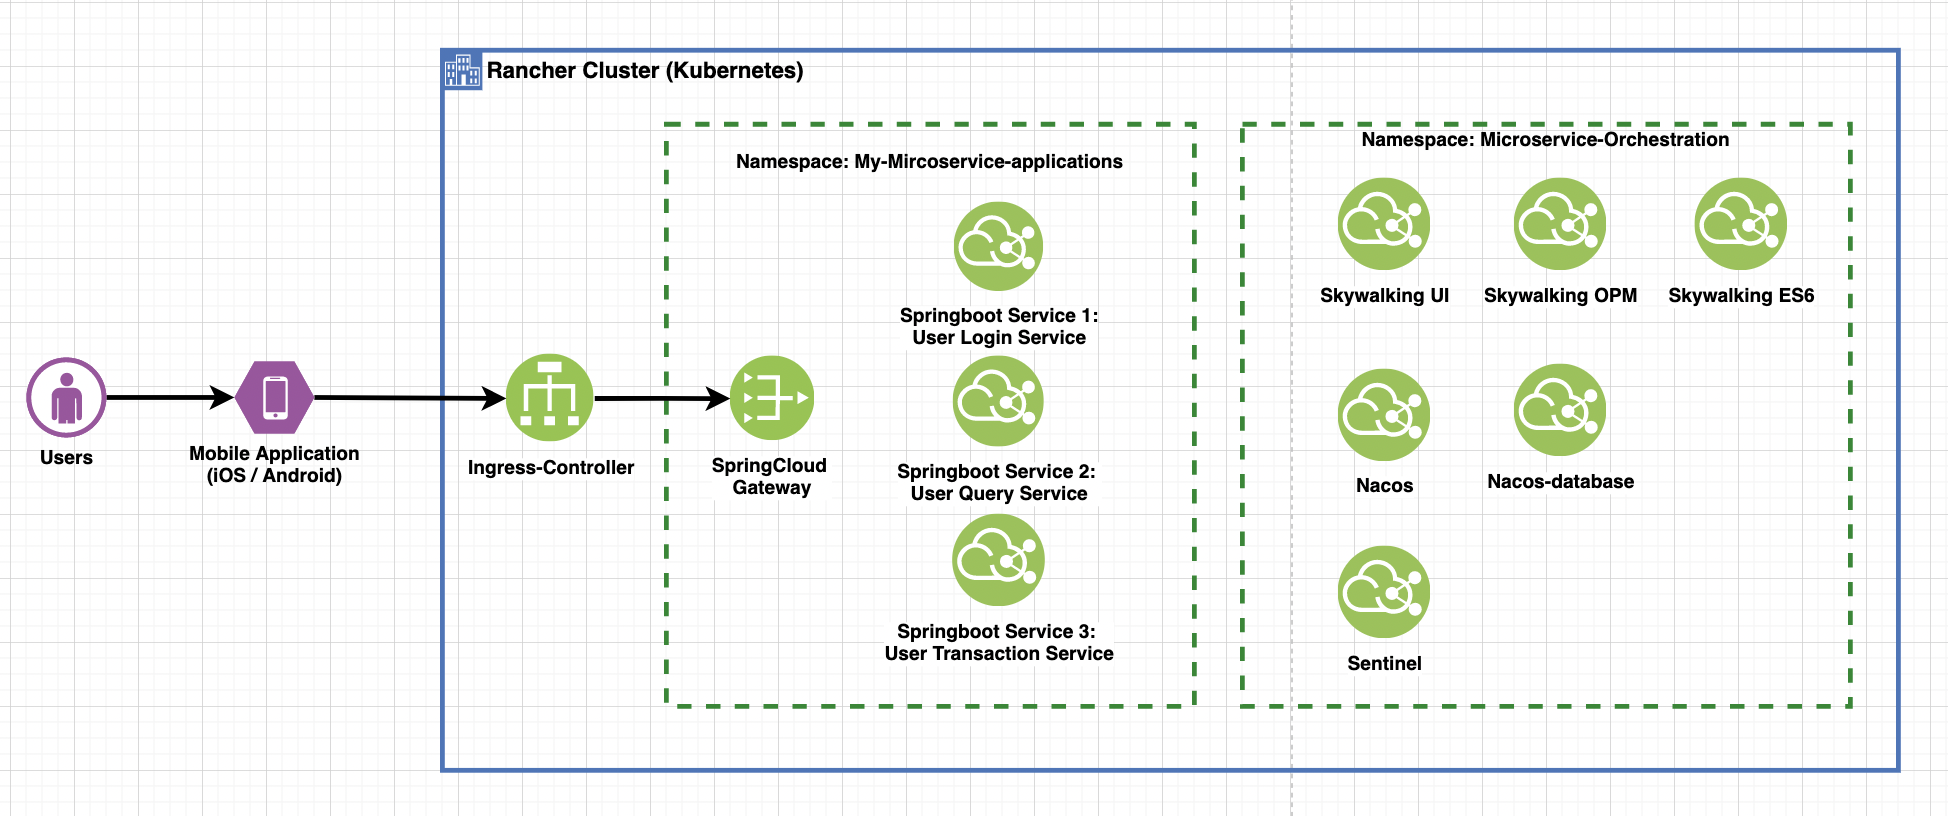 Rancher Cluster (Kubernetes)
Namespace: My-Mircoservice-applications
Namespace: Microservice-Orchestration
Springboot Service 1:
User Login Service
Skywalking UI
Skywalking OPM
Skywalking ES6
Users
Mobile Application
(iOS / Android)
Ingress-Controller
SpringCloud
Gateway
Springboot Service 2:
User Query Service
Nacos
Nacos-database
Springboot Service 3:
User Transaction Service
Sentinel